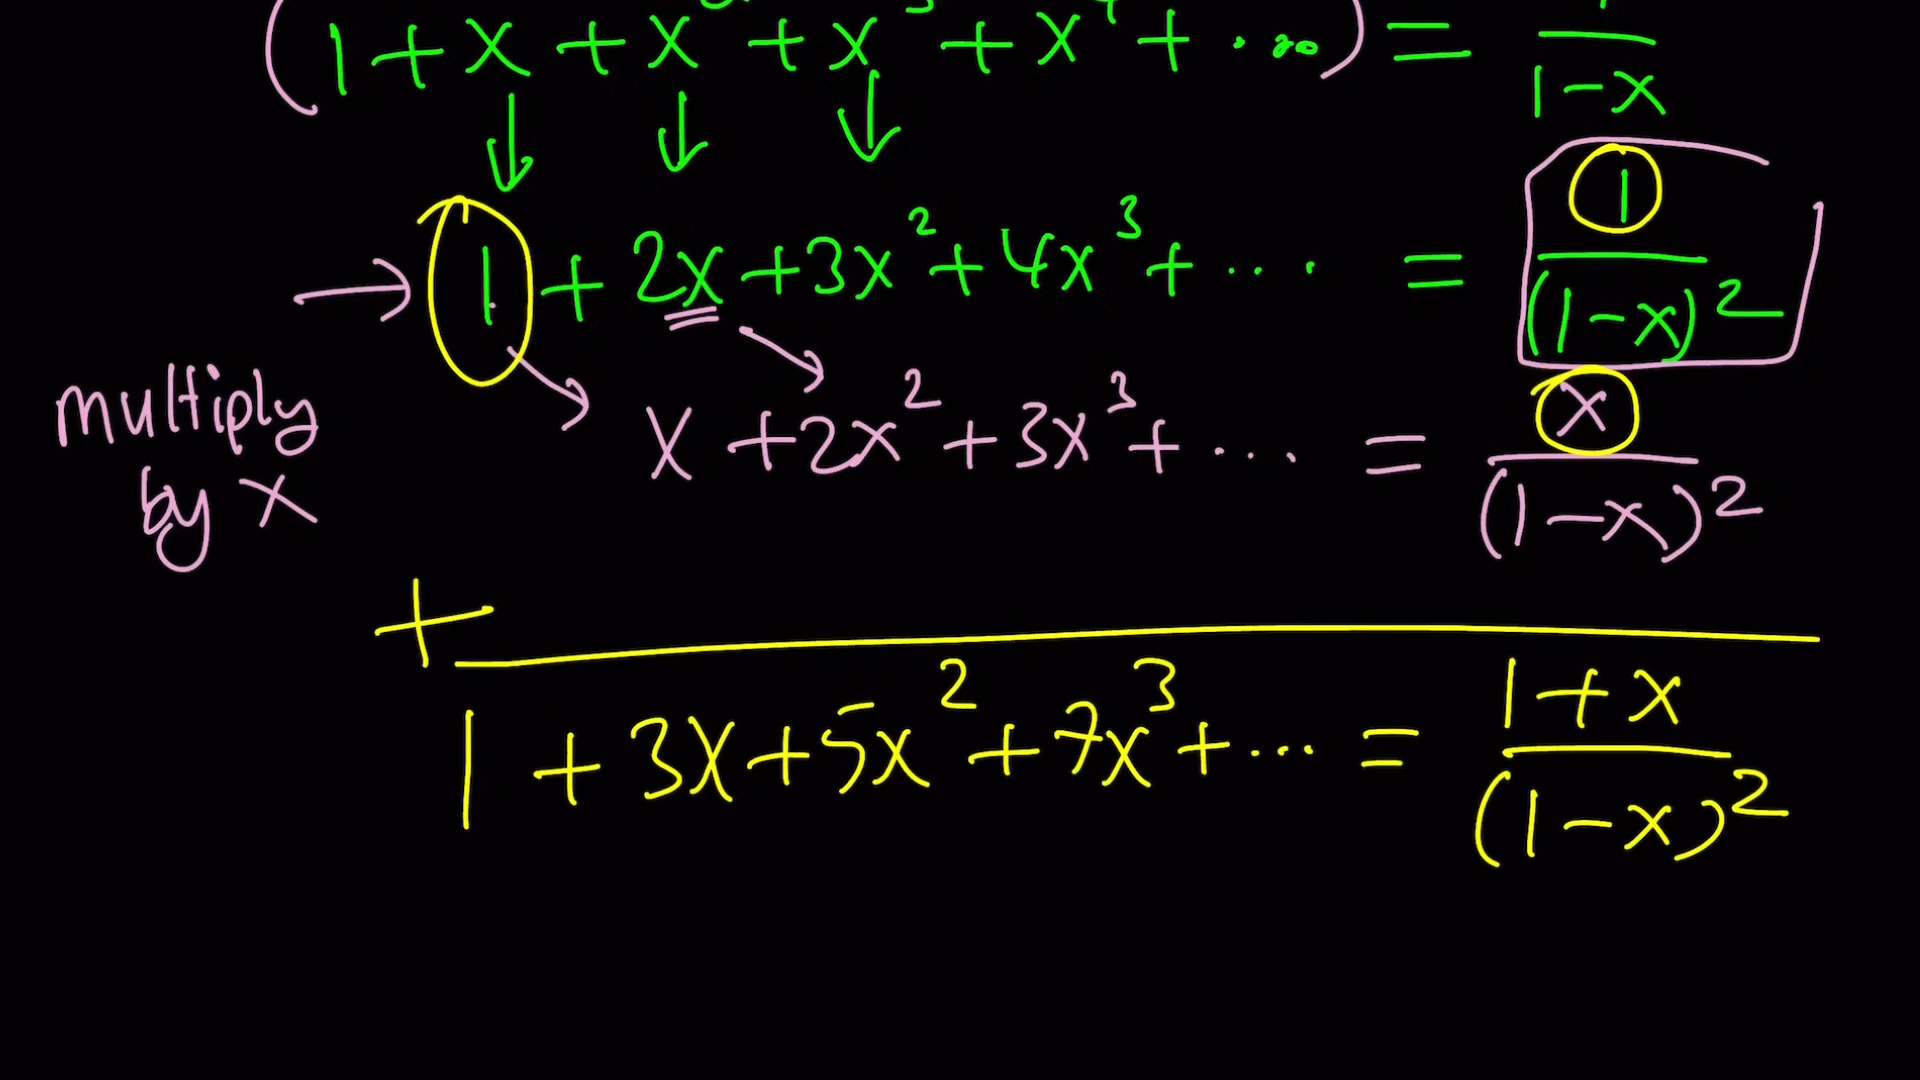 (1 + x + x² + x³ + x⁴ + ...) = 1/(1-x)
1 + 2x + 3x² + 4x³ + ... = 1/(1-x)²
multiply by x
x + 2x² + 3x³ + ... = x/(1-x)²
+
1 + 3x + 5x² + 7x³ + ... = (1+x)/(1-x)²